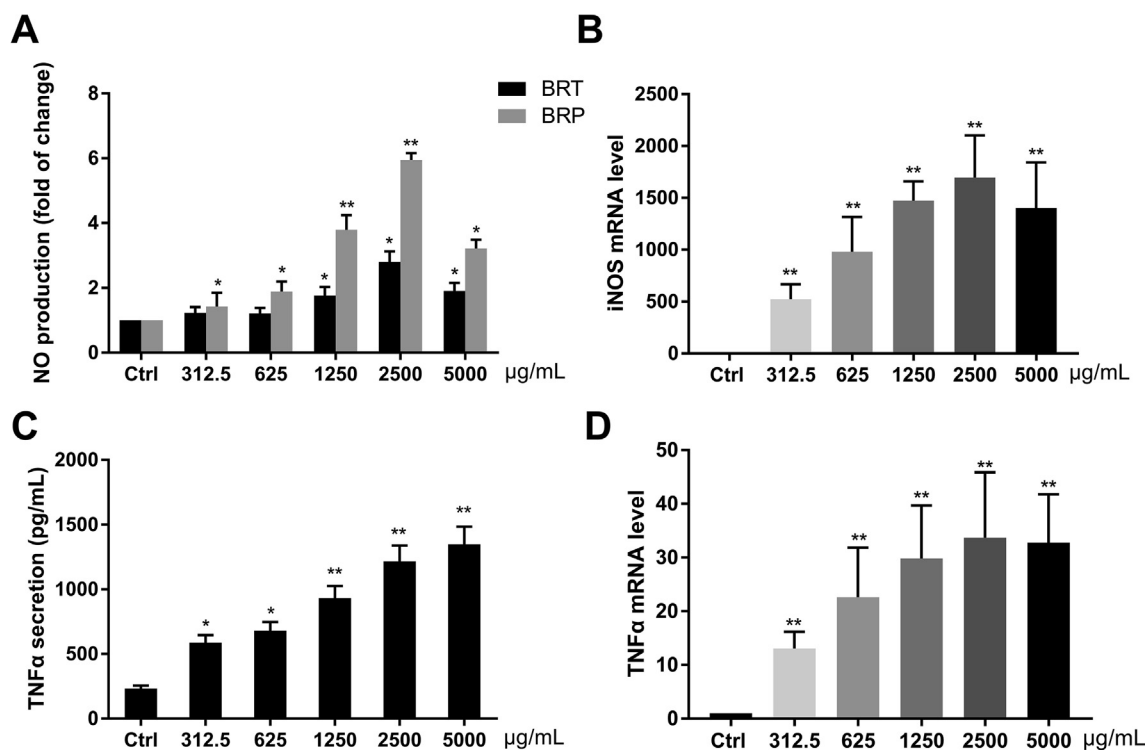 A
NO production (fold of change)
8
6
4
2
0
BRT
BRP
** 
**
* * * * * *
Ctrl 312.5 625 1250 2500 5000 µg/mL
B
iNOS mRNA level
2500
2000
1500
1000
500
0
** ** ** ** **
Ctrl 312.5 625 1250 2500 5000 µg/mL
C
TNFα secretion (pg/mL)
2000
1500
1000
500
0
* * ** ** **
Ctrl 312.5 625 1250 2500 5000 µg/mL
D
TNFα mRNA level
50
40
30
20
10
0
** ** ** ** **
Ctrl 312.5 625 1250 2500 5000 µg/mL